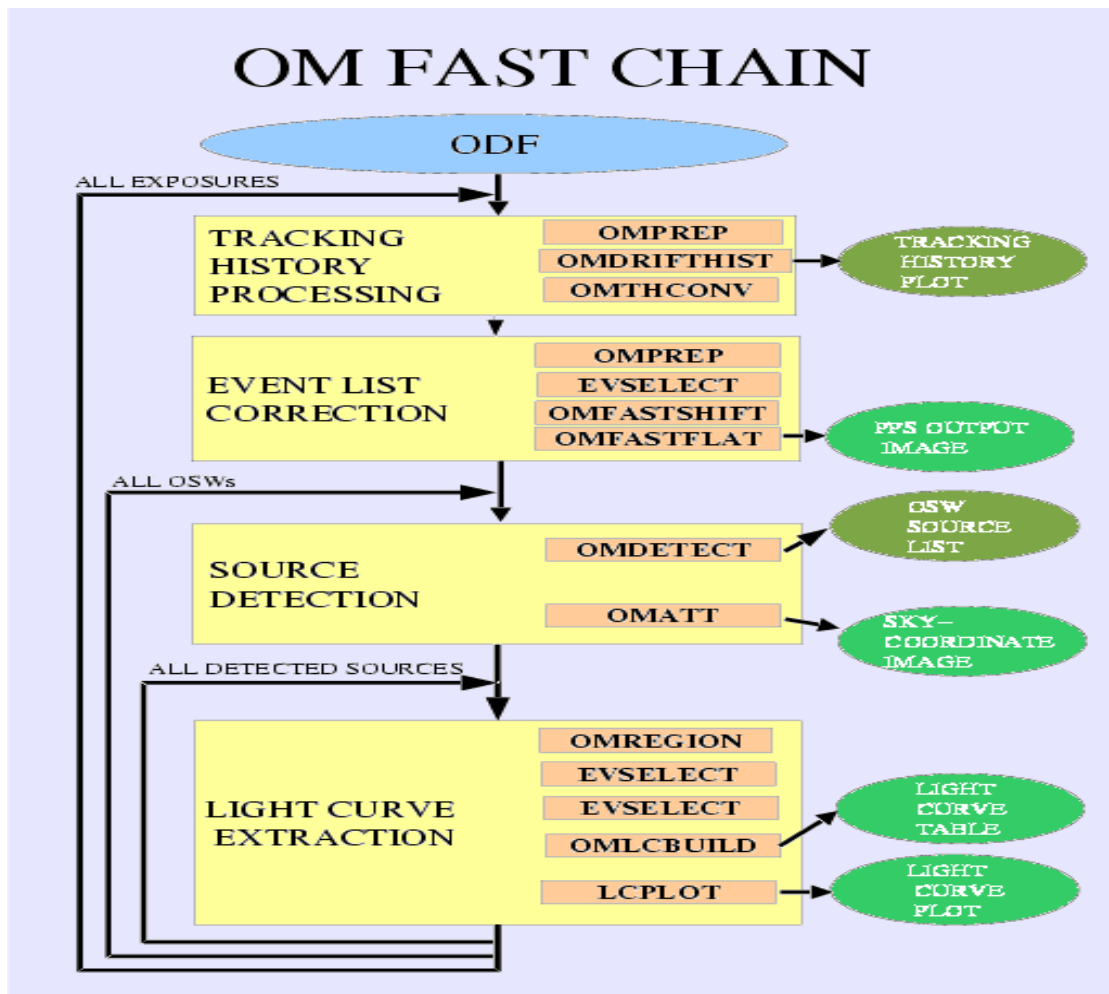 OM FAST CHAIN
ODF
ALL EXPOSURES
TRACKING
HISTORY
PROCESSING
OMPREP
OMDRIFTHIST
OMTHCONV
TRACKING
HISTORY
PLOT
EVENT LIST
CORRECTION
OMPREP
EVSELECT
OMFASTSHIFT
OMFASTFLAT
PPS OUTPUT
IMAGE
ALL OSWs
SOURCE
DETECTION
OMDETECT
OMATT
OSW
SOURCE
LIST
SKY–
COORDINATE
IMAGE
ALL DETECTED SOURCES
LIGHT CURVE
EXTRACTION
OMREGION
EVSELECT
EVSELECT
OMLCBUILD
LCPLOT
LIGHT
CURVE
TABLE
LIGHT
CURVE
PLOT